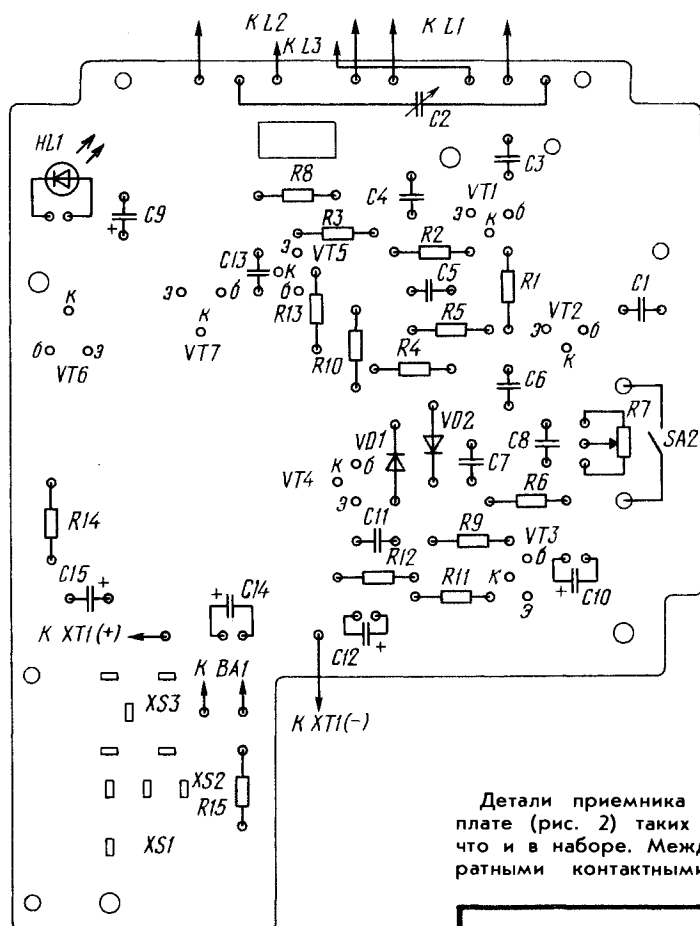 К L2
К L3
К L1
C2
HL1
C3
R8
C4
VT1
C9
+
э
б
к
R3
э
VT5
R2
C13
к
C5
R1
C1
э
б
б
R13
R5
э
VT2
б
к
к
к
VT7
R10
R4
б
э
VT6
C6
R7
VD1
VD2
C8
SA2
к
б
C7
VT4
R6
э
R14
C11
R9
VT3
б
C15
+
R12
+
C14
R11
к
+
C10
э
К XT1(+)
C12
+
К BA1
XS3
К XT1(−)
XS2
R15
XS1
Детали приемника
плате (рис. 2) таких
что и в наборе. Межд
ратными контактными